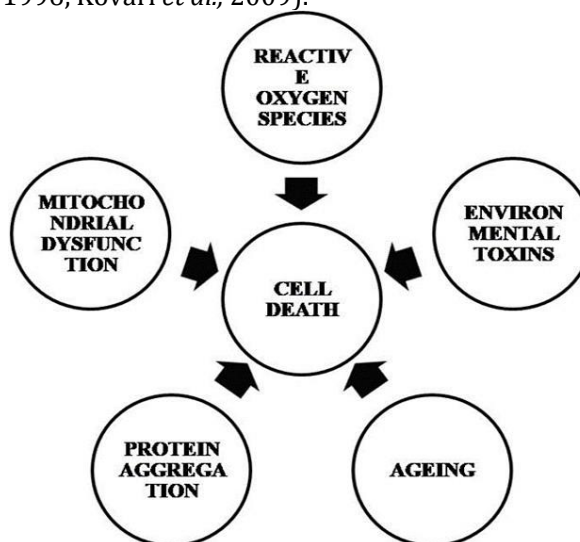 1998; Kovari et al., 2009).
REACTIV
E
OXYGEN
SPECIES
MITOCHO
NDRIAL
DYSFUNC
TION
ENVIRON
MENTAL
TOXINS
CELL
DEATH
PROTEIN
AGGREGA
TION
AGEING